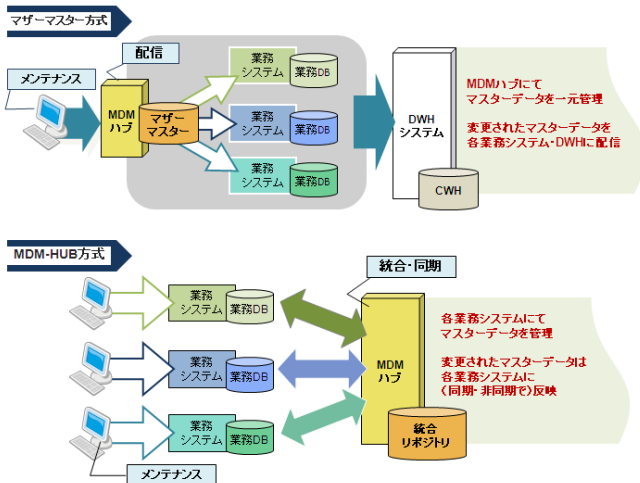 マザーマスター方式
メンテナンス
配信
MDM
ハブ
マザー
マスター
業務
システム
業務DB
業務
システム
業務DB
業務
システム
業務DB
DWH
システム
CWH
MDMハブにて
マスターデータを一元管理
変更されたマスターデータを
各業務システム・DWHに配信
MDM-HUB方式
統合・同期
業務
システム
業務DB
業務
システム
業務DB
業務
システム
業務DB
メンテナンス
MDM
ハブ
統合
リポジトリ
各業務システムにて
マスターデータを管理
変更されたマスターデータは
各業務システムに
(同期・非同期で)反映